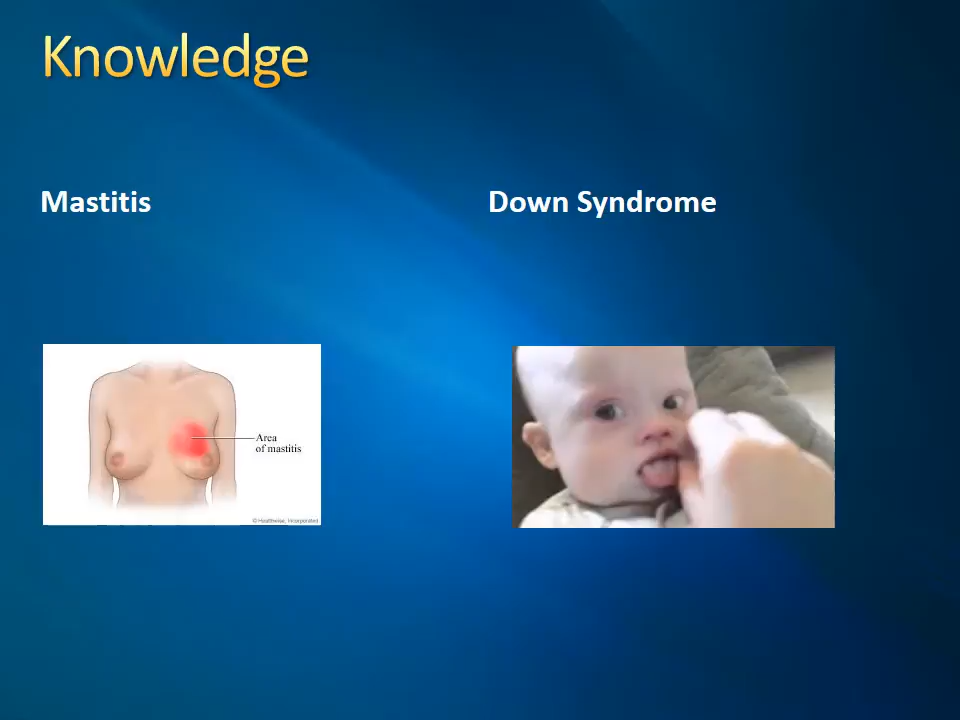 Knowledge
Mastitis
Down Syndrome
Area
of mastitis
© Healthwise, Incorporated